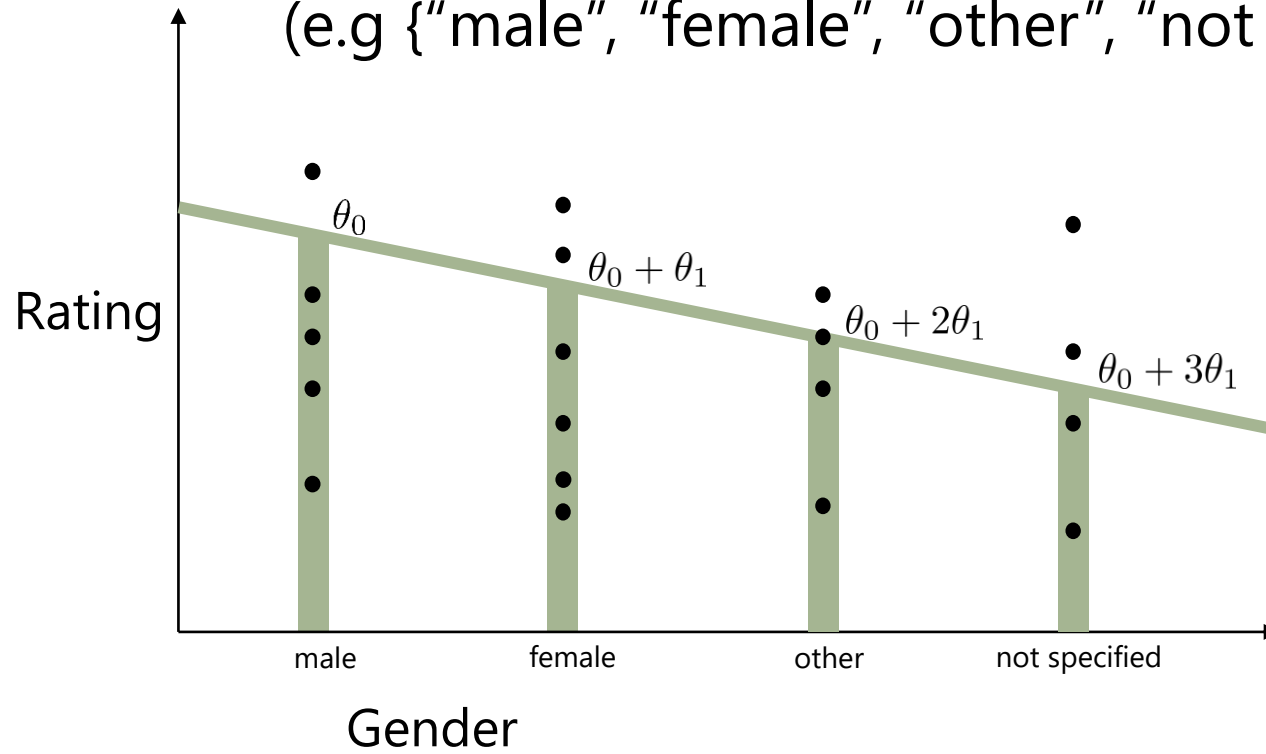 (e.g {“male”, “female”, “other”, “not
θ₀
θ₀ + θ₁
Rating
θ₀ + 2θ₁
θ₀ + 3θ₁
male female other not specified
Gender